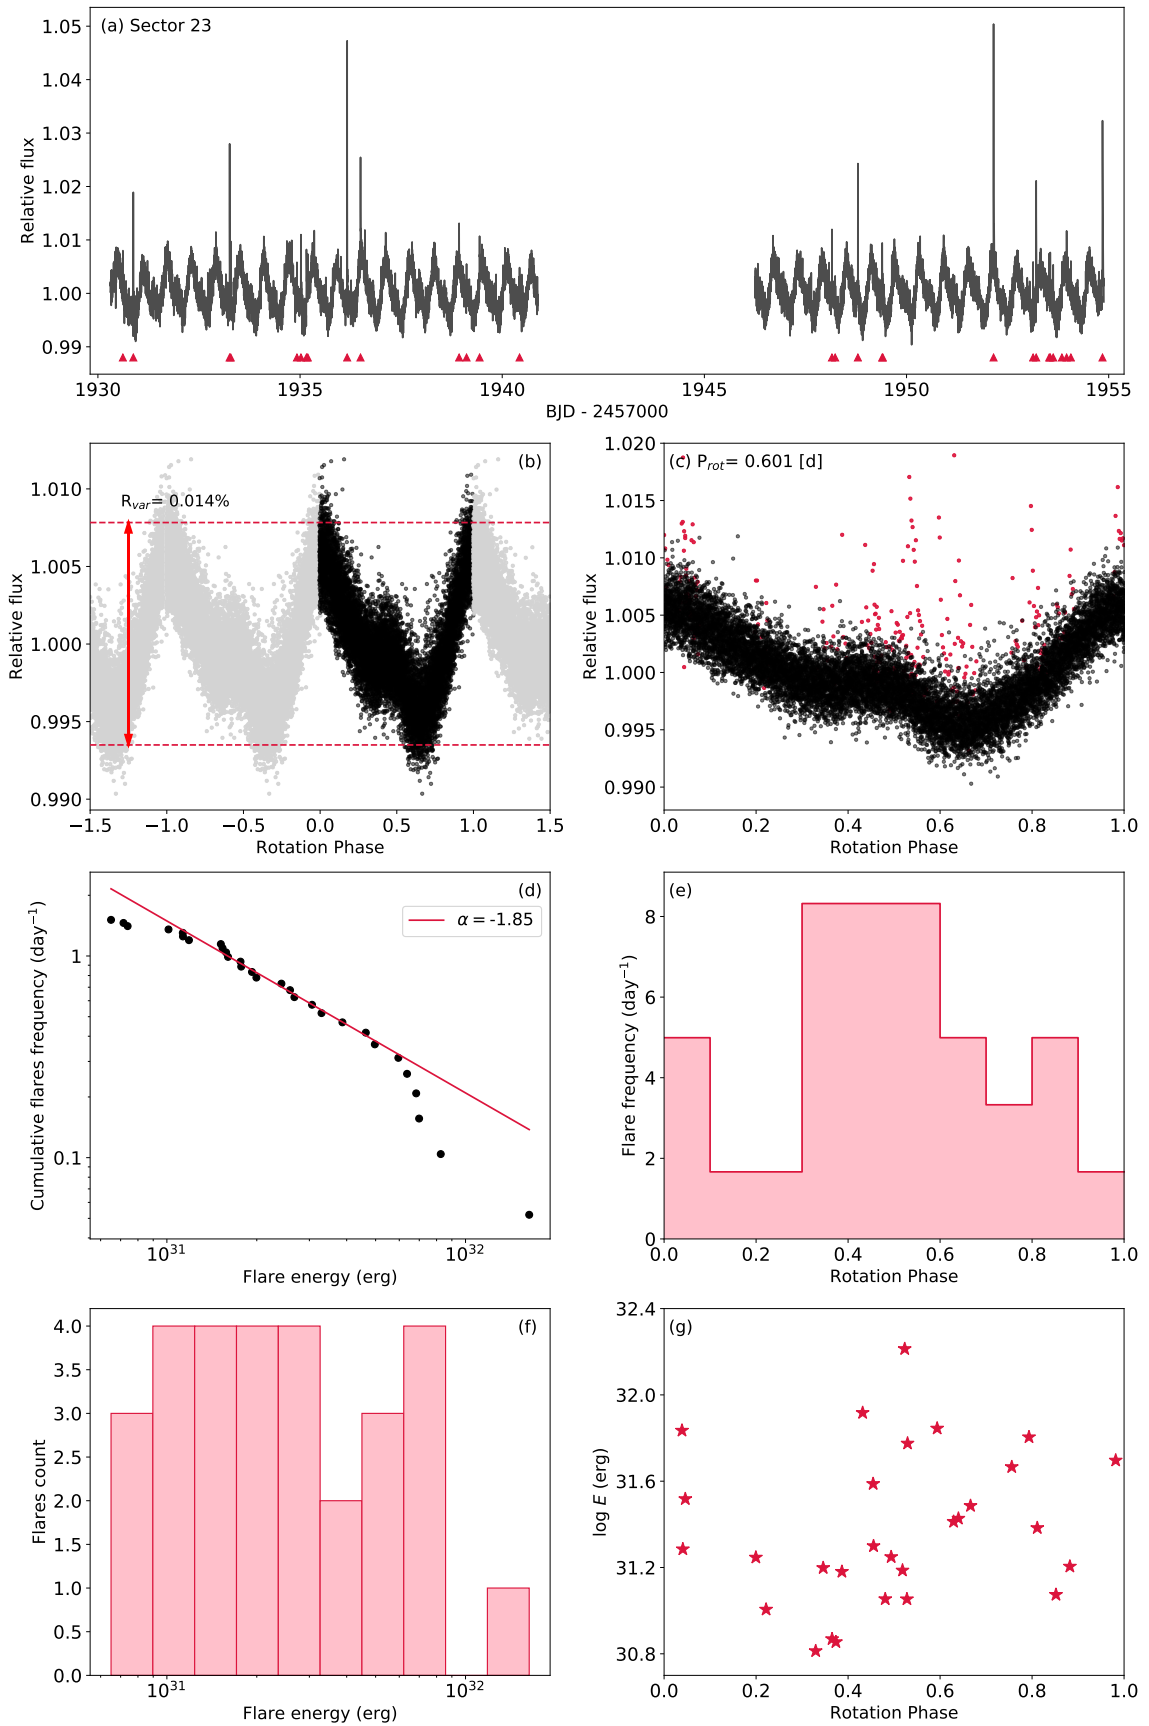 (a) Sector 23
1.05
1.04
1.03
1.02
1.01
1.00
0.99
Relative flux
1930 1935 1940 1945 1950 1955
BJD - 2457000
(b)
R_var= 0.014%
1.010
1.005
1.000
0.995
0.990
Relative flux
−1.5 −1.0 −0.5 0.0 0.5 1.0 1.5
Rotation Phase
(c) P_rot= 0.601 [d]
1.020
1.015
1.010
1.005
1.000
0.995
0.990
Relative flux
0.0 0.2 0.4 0.6 0.8 1.0
Rotation Phase
(d)
α = -1.85
1
0.1
Cumulative flares frequency (day⁻¹)
10³¹ 10³²
Flare energy (erg)
(e)
8
6
4
2
0
Flare frequency (day⁻¹)
0.0 0.2 0.4 0.6 0.8 1.0
Rotation Phase
(f)
4.0
3.5
3.0
2.5
2.0
1.5
1.0
0.5
0.0
Flares count
10³¹ 10³²
Flare energy (erg)
(g)
32.4
32.0
31.6
31.2
30.8
log E (erg)
0.0 0.2 0.4 0.6 0.8 1.0
Rotation Phase